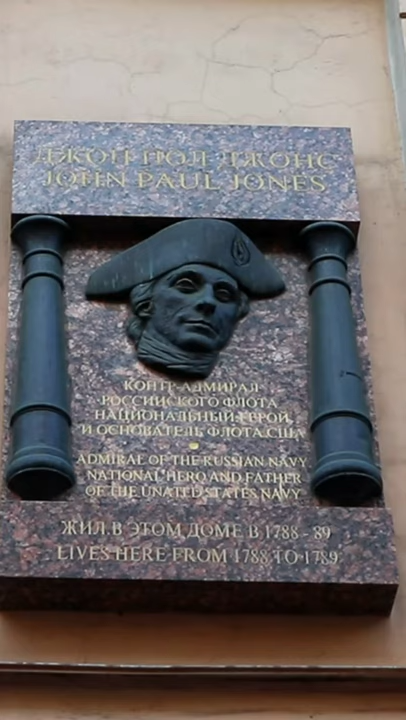 ДЖОН ПОЛ ДЖОНС
JOHN PAUL JONES
КОНТР-АДМИРАЛ
РОССИЙСКОГО ФЛОТА
НАЦИОНАЛЬНЫЙ ГЕРОЙ
И ОСНОВАТЕЛЬ ФЛОТА США
ADMIRAL OF THE RUSSIAN NAVY
NATIONAL HERO AND FATHER
OF THE UNATED STATES NAVY
ЖИЛ В ЭТОМ ДОМЕ В 1788 - 89
LIVES HERE FROM 1788 TO 1789